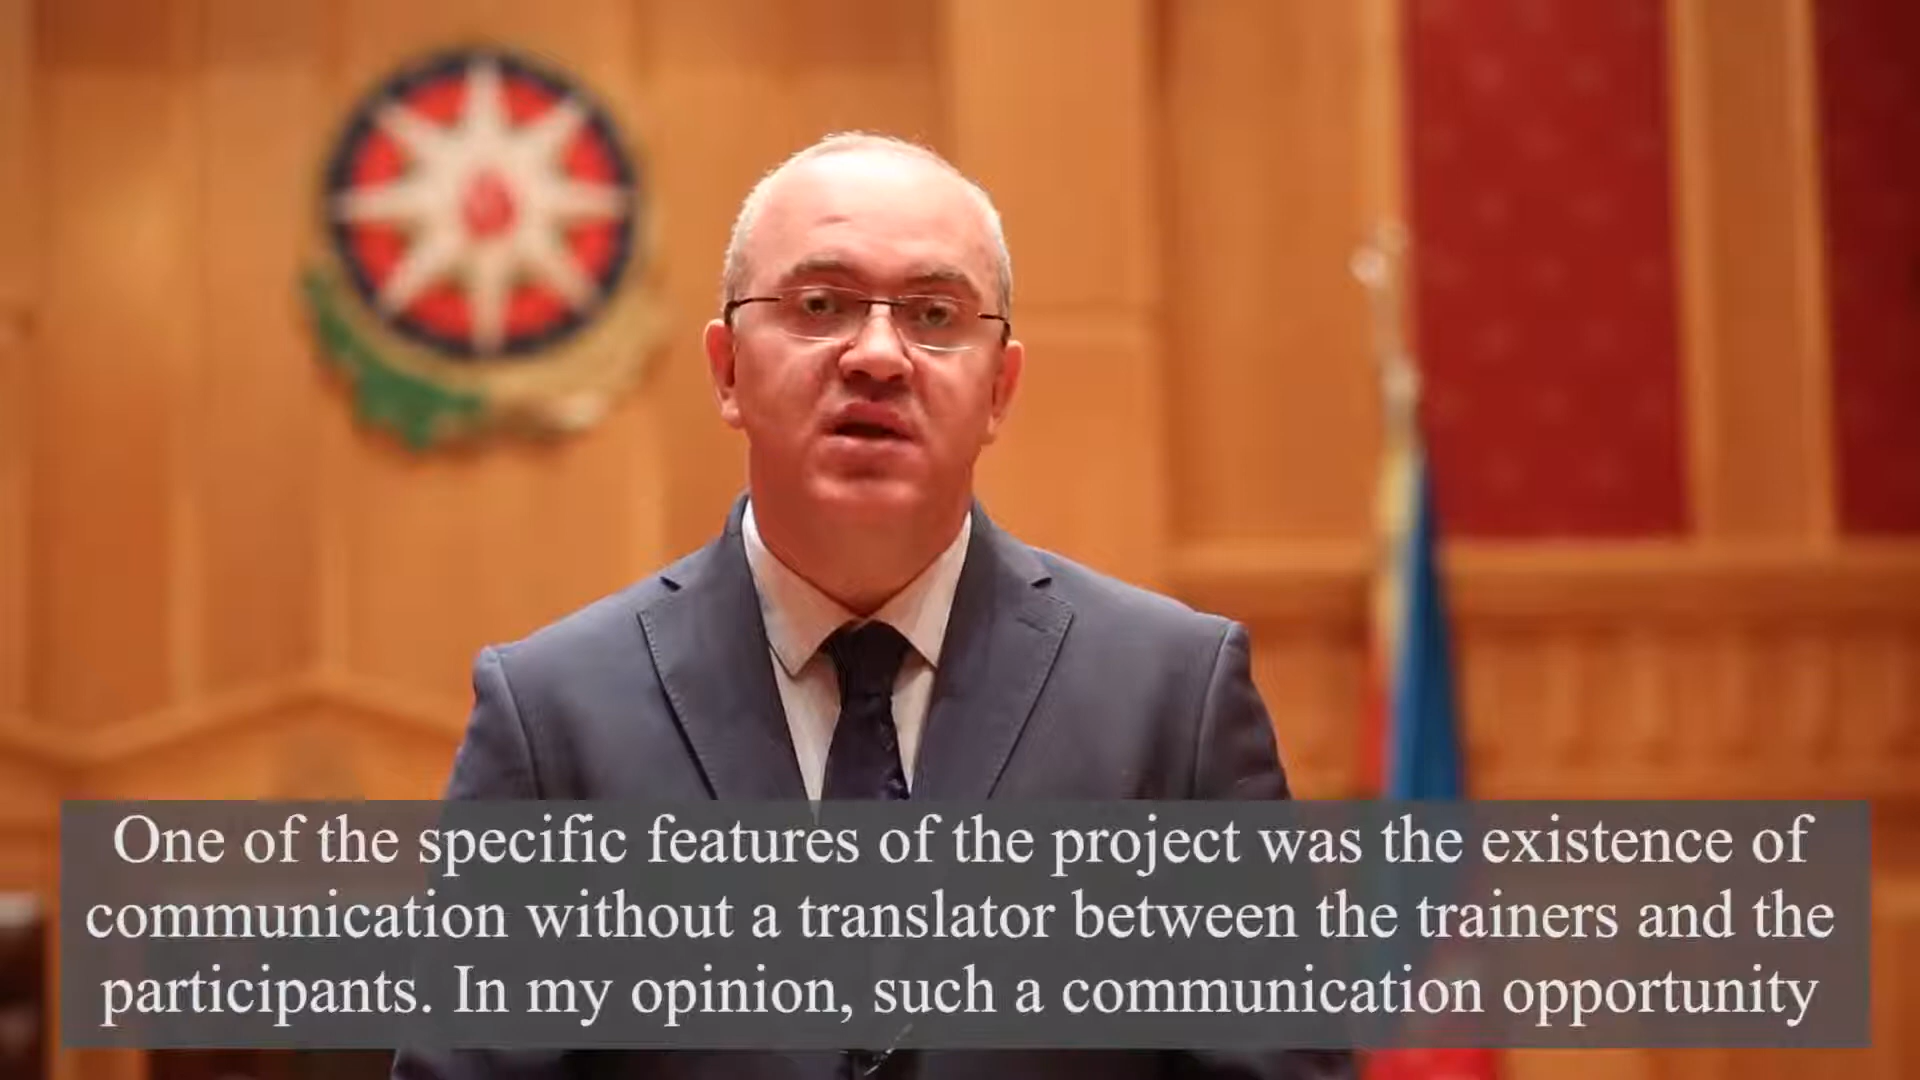 One of the specific features of the project was the existence of
communication without a translator between the trainers and the
participants. In my opinion, such a communication opportunity